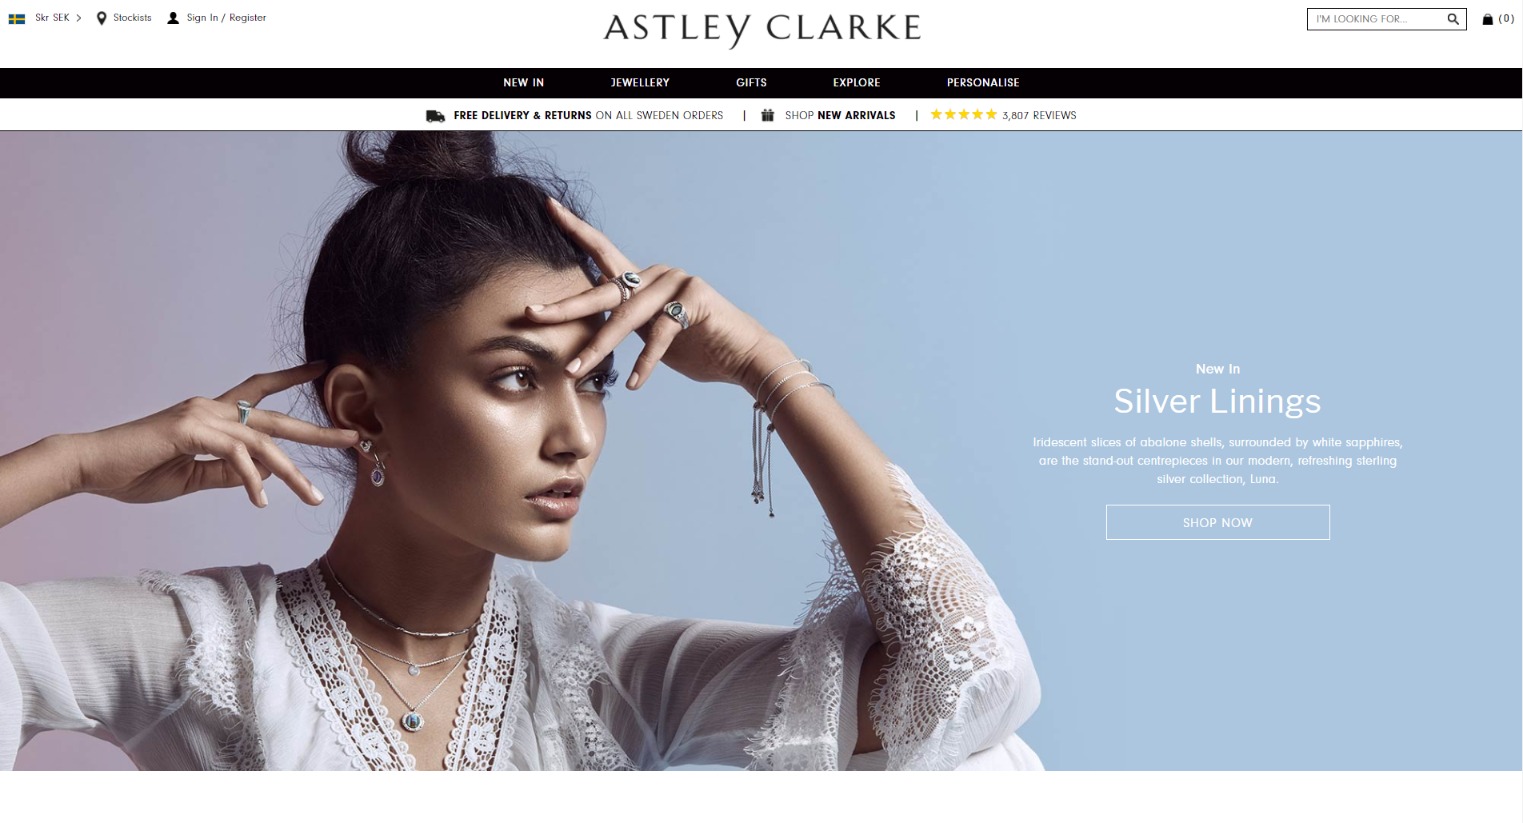 Skr SEK > Stockists Sign In / Register
ASTLEY CLARKE
I'M LOOKING FOR... (0)
NEW IN JEWELLERY GIFTS EXPLORE PERSONALISE
FREE DELIVERY & RETURNS ON ALL SWEDEN ORDERS | SHOP NEW ARRIVALS | 3,807 REVIEWS
New In
Silver Linings
Iridescent slices of abalone shells, surrounded by white sapphires,
are the stand-out centrepieces in our modern, refreshing sterling
silver collection, Luna.
SHOP NOW